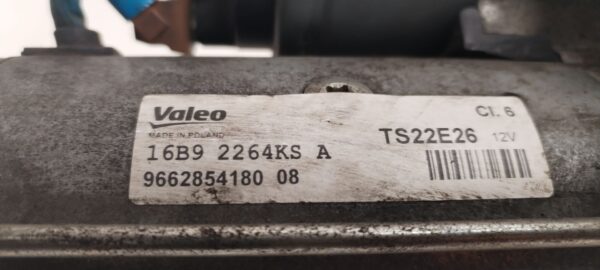 Valeo
Cl. 6
MADE IN POLAND
TS22E26 12V
16B9 2264KS A
9662854180 08